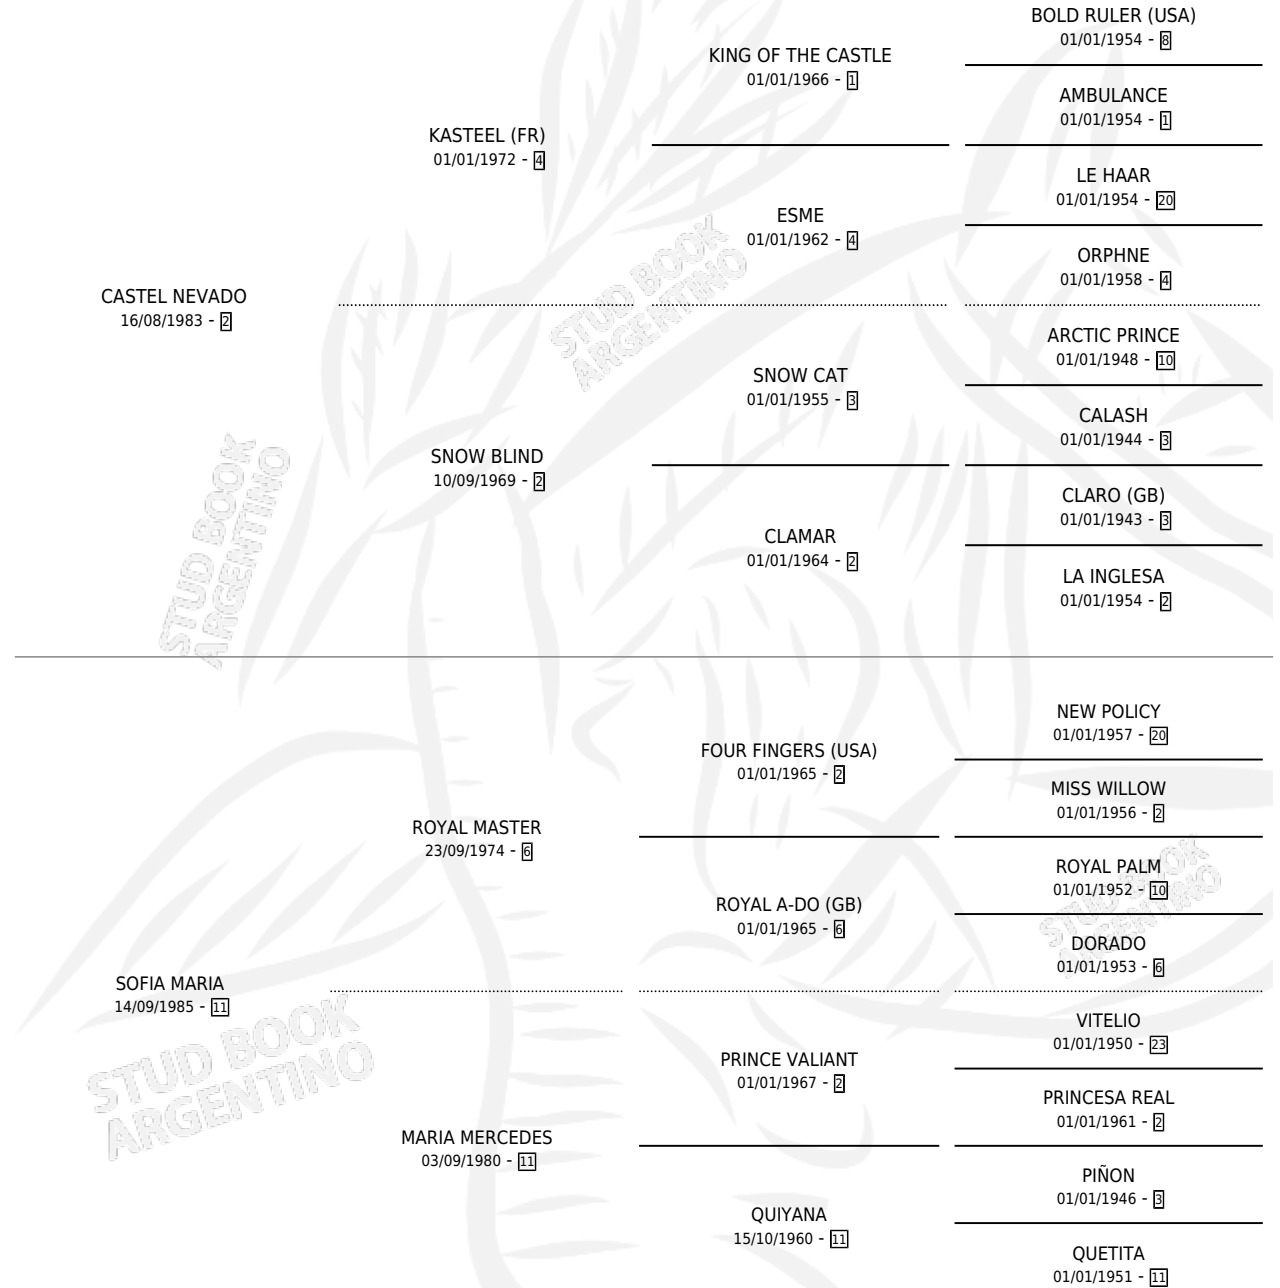 BOLD RULER (USA)
01/01/1954 - 8
KING OF THE CASTLE
01/01/1966 - 1
AMBULANCE
01/01/1954 - 1
KASTEEL (FR)
01/01/1972 - 4
LE HAAR
01/01/1954 - 20
ESME
01/01/1962 - 4
ORPHNE
01/01/1958 - 4
CASTEL NEVADO
16/08/1983 - 2
ARCTIC PRINCE
01/01/1948 - 10
SNOW CAT
01/01/1955 - 3
CALASH
01/01/1944 - 3
SNOW BLIND
10/09/1969 - 2
CLARO (GB)
01/01/1943 - 3
CLAMAR
01/01/1964 - 2
LA INGLESA
01/01/1954 - 2
STUD BOOK
ARGENTINO
STUD BOOK
ARGENTINO
NEW POLICY
01/01/1957 - 20
FOUR FINGERS (USA)
01/01/1965 - 2
MISS WILLOW
01/01/1956 - 2
ROYAL MASTER
23/09/1974 - 6
ROYAL PALM
01/01/1952 - 10
ROYAL A-DO (GB)
01/01/1965 - 6
DORADO
01/01/1953 - 6
SOFIA MARIA
14/09/1985 - 11
VITELIO
01/01/1950 - 23
PRINCE VALIANT
01/01/1967 - 2
PRINCESA REAL
01/01/1961 - 2
MARIA MERCEDES
03/09/1980 - 11
PIÑON
01/01/1946 - 3
QUIYANA
15/10/1960 - 11
QUETITA
01/01/1951 - 11
STUD BOOK
ARGENTINO
STUD BOOK
ARGENTINO